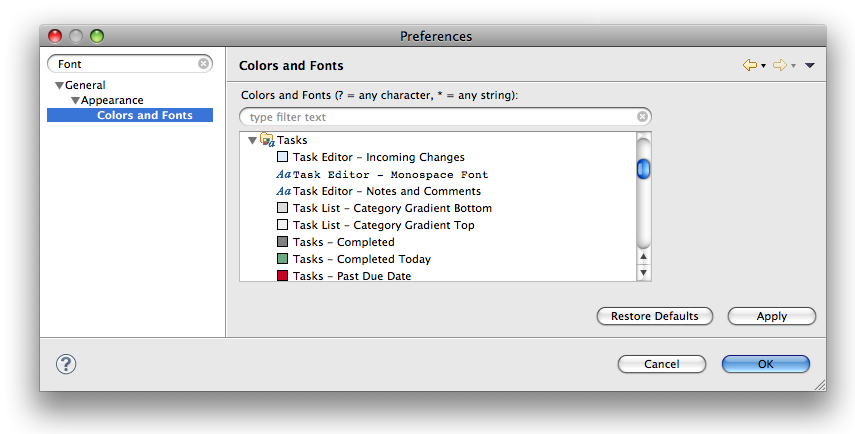 Preferences
Font
General
Appearance
Colors and Fonts
Colors and Fonts
Colors and Fonts (? = any character, * = any string):
type filter text
Tasks
Task Editor – Incoming Changes
Aa Task Editor – Monospace Font
Aa Task Editor – Notes and Comments
Task List – Category Gradient Bottom
Task List – Category Gradient Top
Tasks – Completed
Tasks – Completed Today
Tasks – Past Due Date
Restore Defaults
Apply
?
Cancel
OK